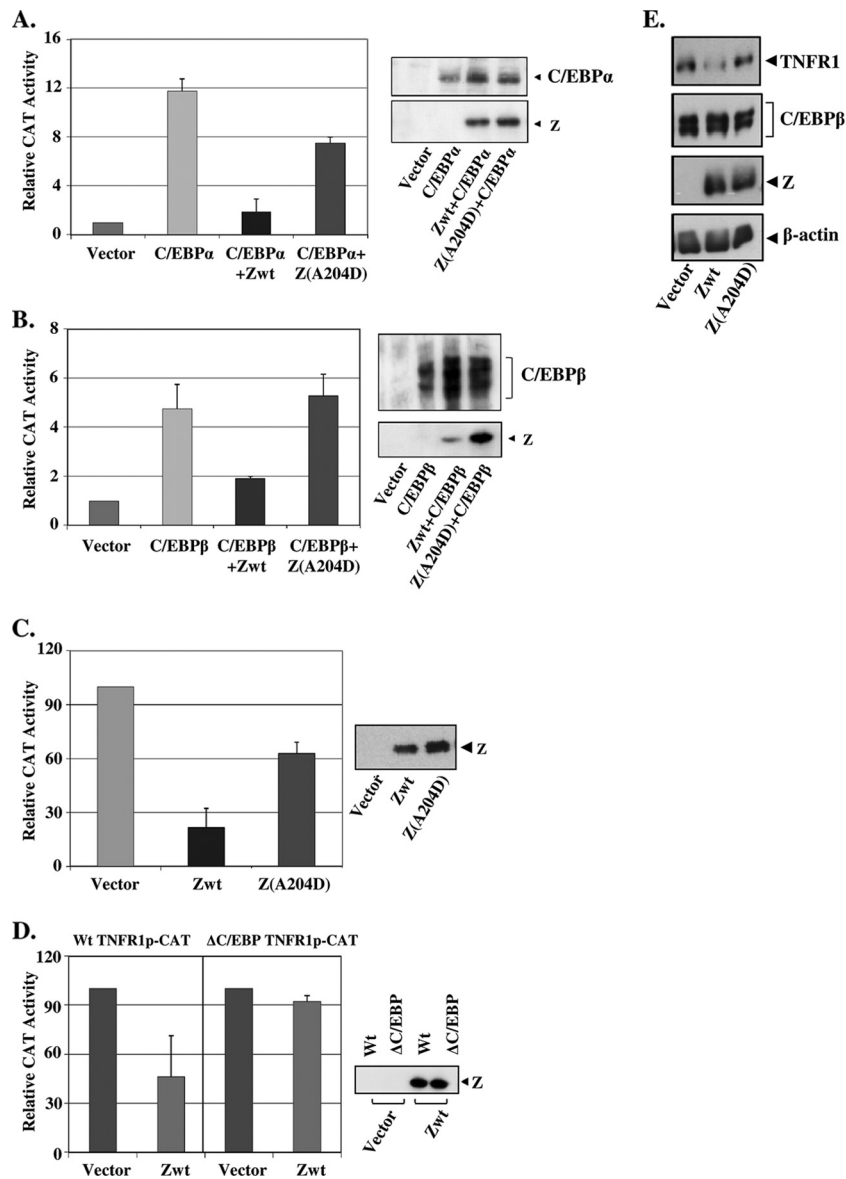 A.
Relative CAT Activity
16
12
8
4
0
Vector
C/EBPα
C/EBPα
+Zwt
C/EBPα+
Z(A204D)
C/EBPα
Z
Vector
C/EBPα
Zwt+C/EBPα
Z(A204D)+C/EBPα
B.
Relative CAT Activity
8
6
4
2
0
Vector
C/EBPβ
C/EBPβ
+Zwt
C/EBPβ+
Z(A204D)
C/EBPβ
Z
Vector
C/EBPβ
Zwt+C/EBPβ
Z(A204D)+C/EBPβ
C.
Relative CAT Activity
120
90
60
30
0
Vector
Zwt
Z(A204D)
Z
Vector
Zwt
Z(A204D)
D.
Wt TNFR1p-CAT
ΔC/EBP TNFR1p-CAT
Relative CAT Activity
120
90
60
30
0
Vector
Zwt
Vector
Zwt
Wt
ΔC/EBP
Wt
ΔC/EBP
Z
Vector
Zwt
E.
TNFR1
C/EBPβ
Z
β-actin
Vector
Zwt
Z(A204D)